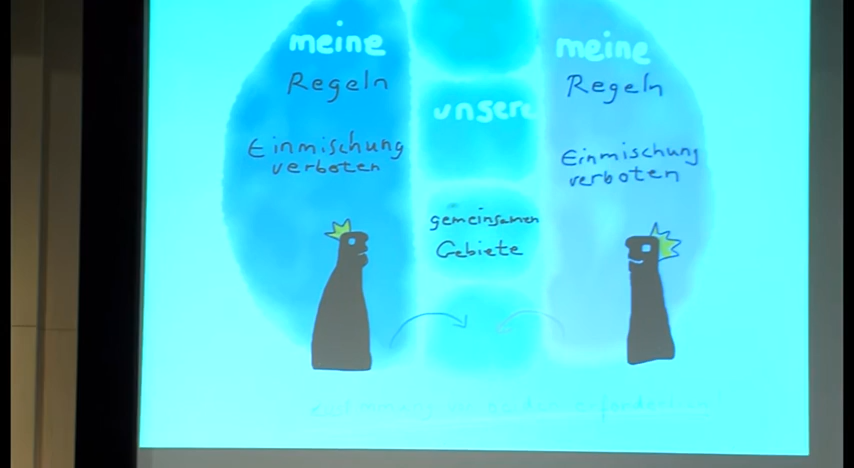 meine
Regeln
Einmischung
verboten
unsere
gemeinsamen
Gebiete
meine
Regeln
Einmischung
verboten